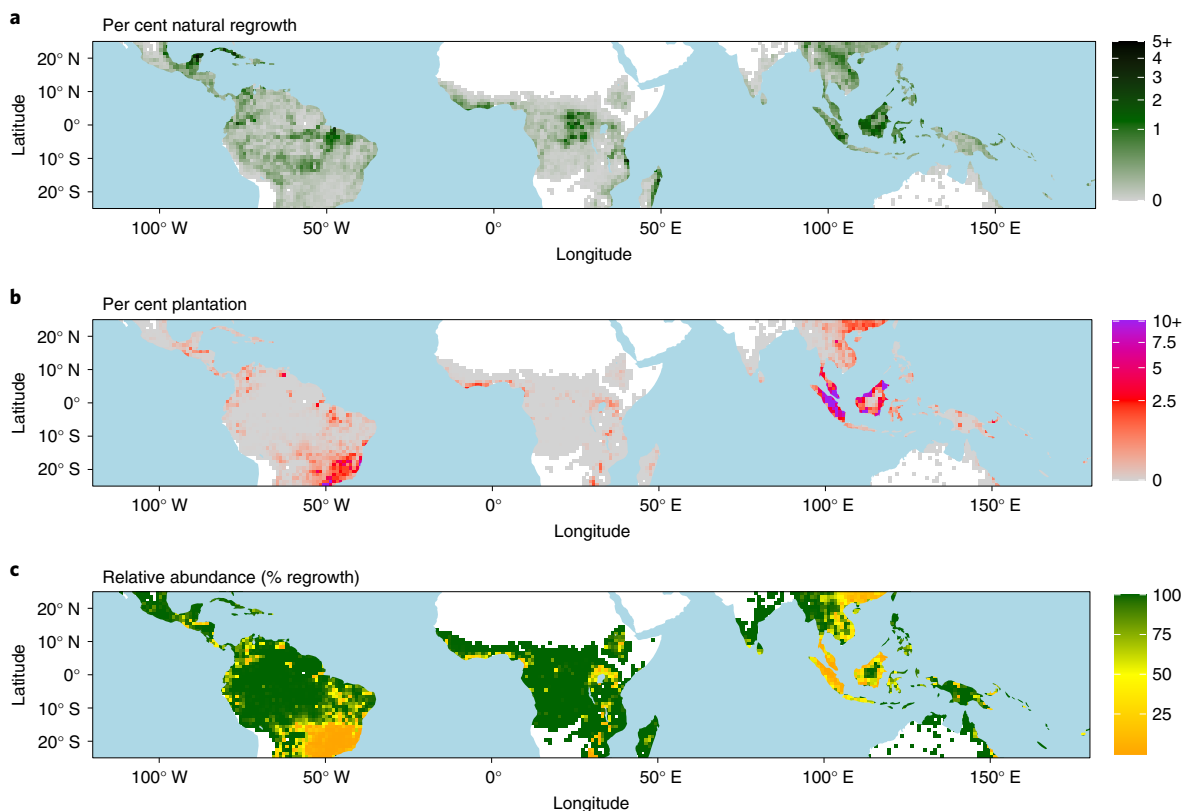 a
Per cent natural regrowth
20° N
10° N
0°
10° S
20° S
Latitude
100° W
50° W
0°
50° E
100° E
150° E
Longitude
5+
4
3
2
1
0
b
Per cent plantation
20° N
10° N
0°
10° S
20° S
Latitude
100° W
50° W
0°
50° E
100° E
150° E
Longitude
10+
7.5
5
2.5
0
c
Relative abundance (% regrowth)
20° N
10° N
0°
10° S
20° S
Latitude
100° W
50° W
0°
50° E
100° E
150° E
Longitude
100
75
50
25